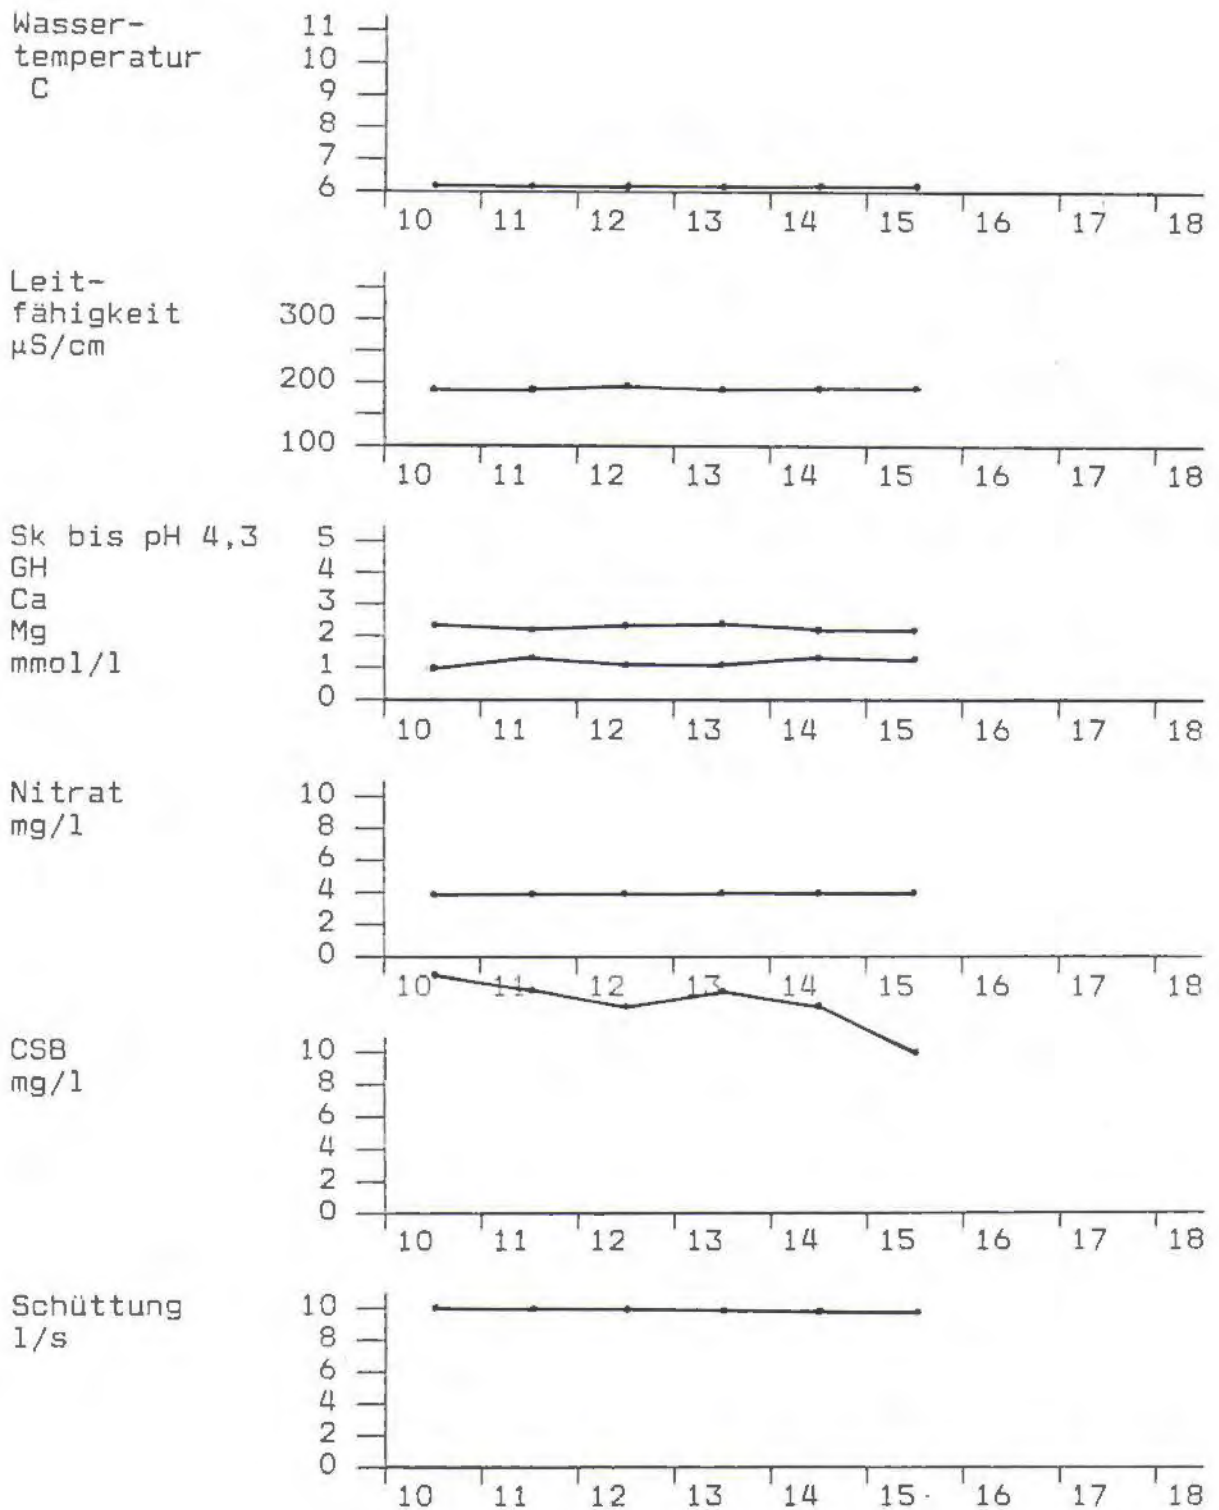 Wasser-
temperatur
C
11
10
9
8
7
6
10 11 12 13 14 15 16 17 18
Leit-
fähigkeit
µS/cm
300
200
100
10 11 12 13 14 15 16 17 18
Sk bis pH 4,3
GH
Ca
Mg
mmol/l
5
4
3
2
1
0
10 11 12 13 14 15 16 17 18
Nitrat
mg/l
10
8
6
4
2
0
10 11 12 13 14 15 16 17 18
CSB
mg/l
10
8
6
4
2
0
10 11 12 13 14 15 16 17 18
Schüttung
l/s
10
8
6
4
2
0
10 11 12 13 14 15 16 17 18